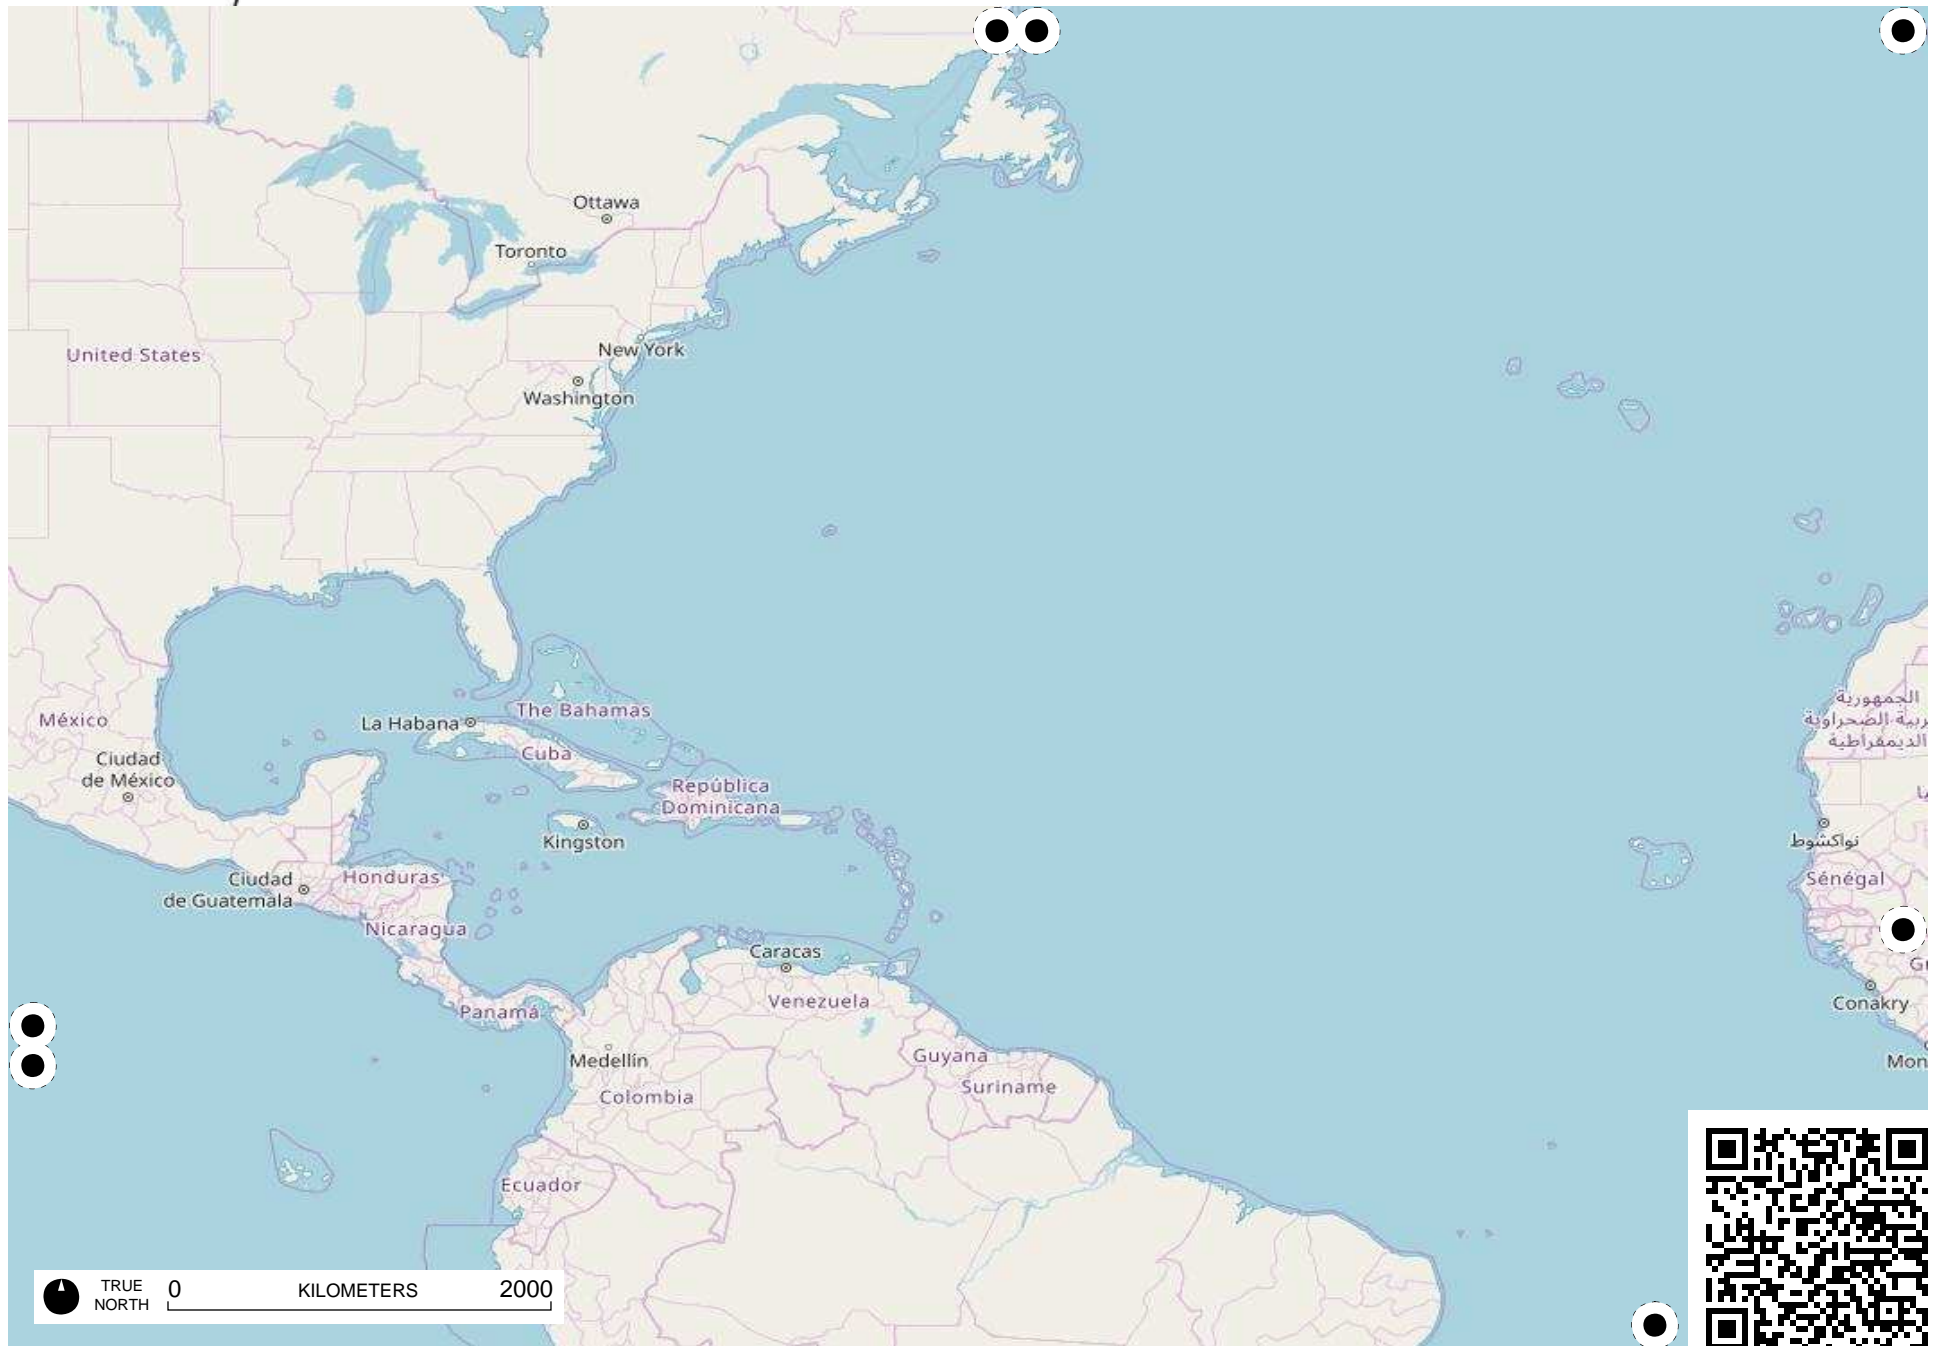 Ottawa
Toronto
New York
United States
Washington
الجمهورية
الديمقراطية
México
La Habana
The Bahamas
Cuba
Ciudad
de México
República
Dominicana
Kingston
نواكشوط
Honduras
Ciudad
de Guatemala
Sénégal
Nicaragua
Caracas
Venezuela
Conakry
Panamá
Medellín
Guyana
Mon
Suriname
Colombia
Ecuador
TRUE
NORTH
0 KILOMETERS 2000